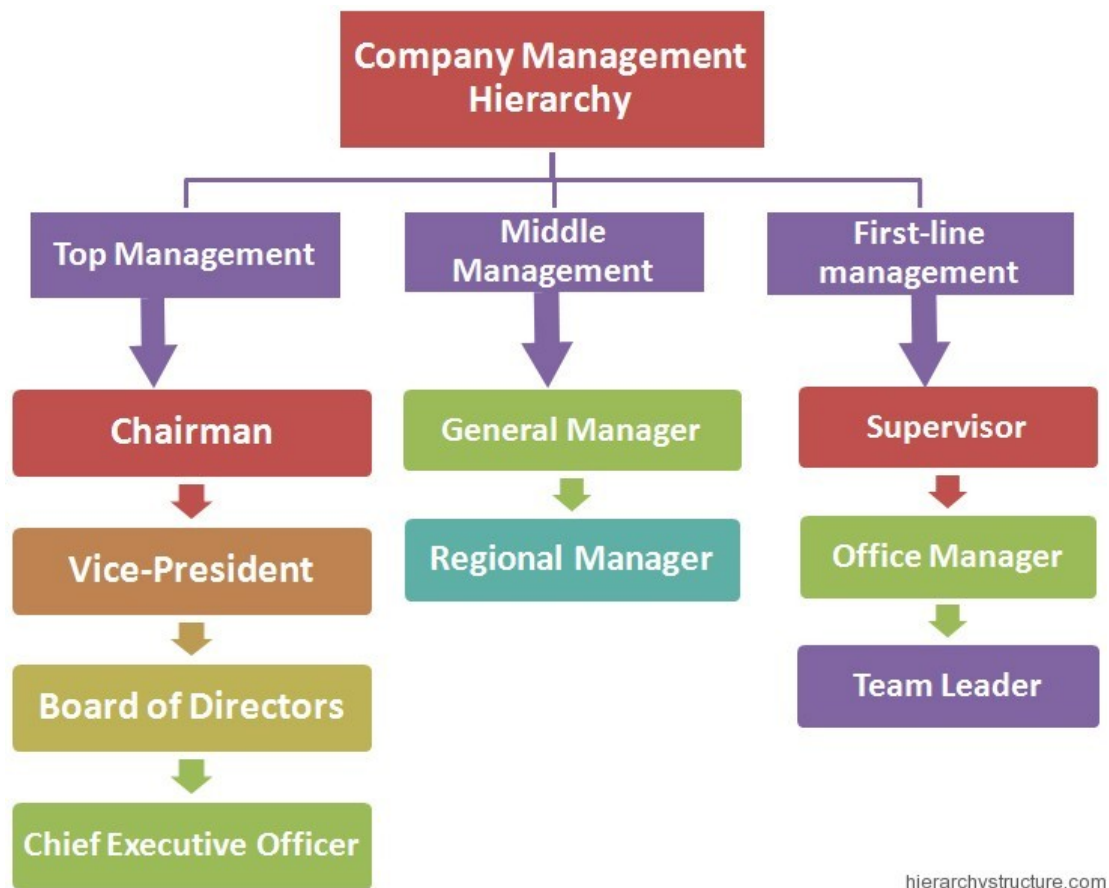 Company Management
Hierarchy
Top Management
Middle
Management
First-line
management
Chairman
Vice-President
Board of Directors
Chief Executive Officer
General Manager
Regional Manager
Supervisor
Office Manager
Team Leader
hierarchystructure.com